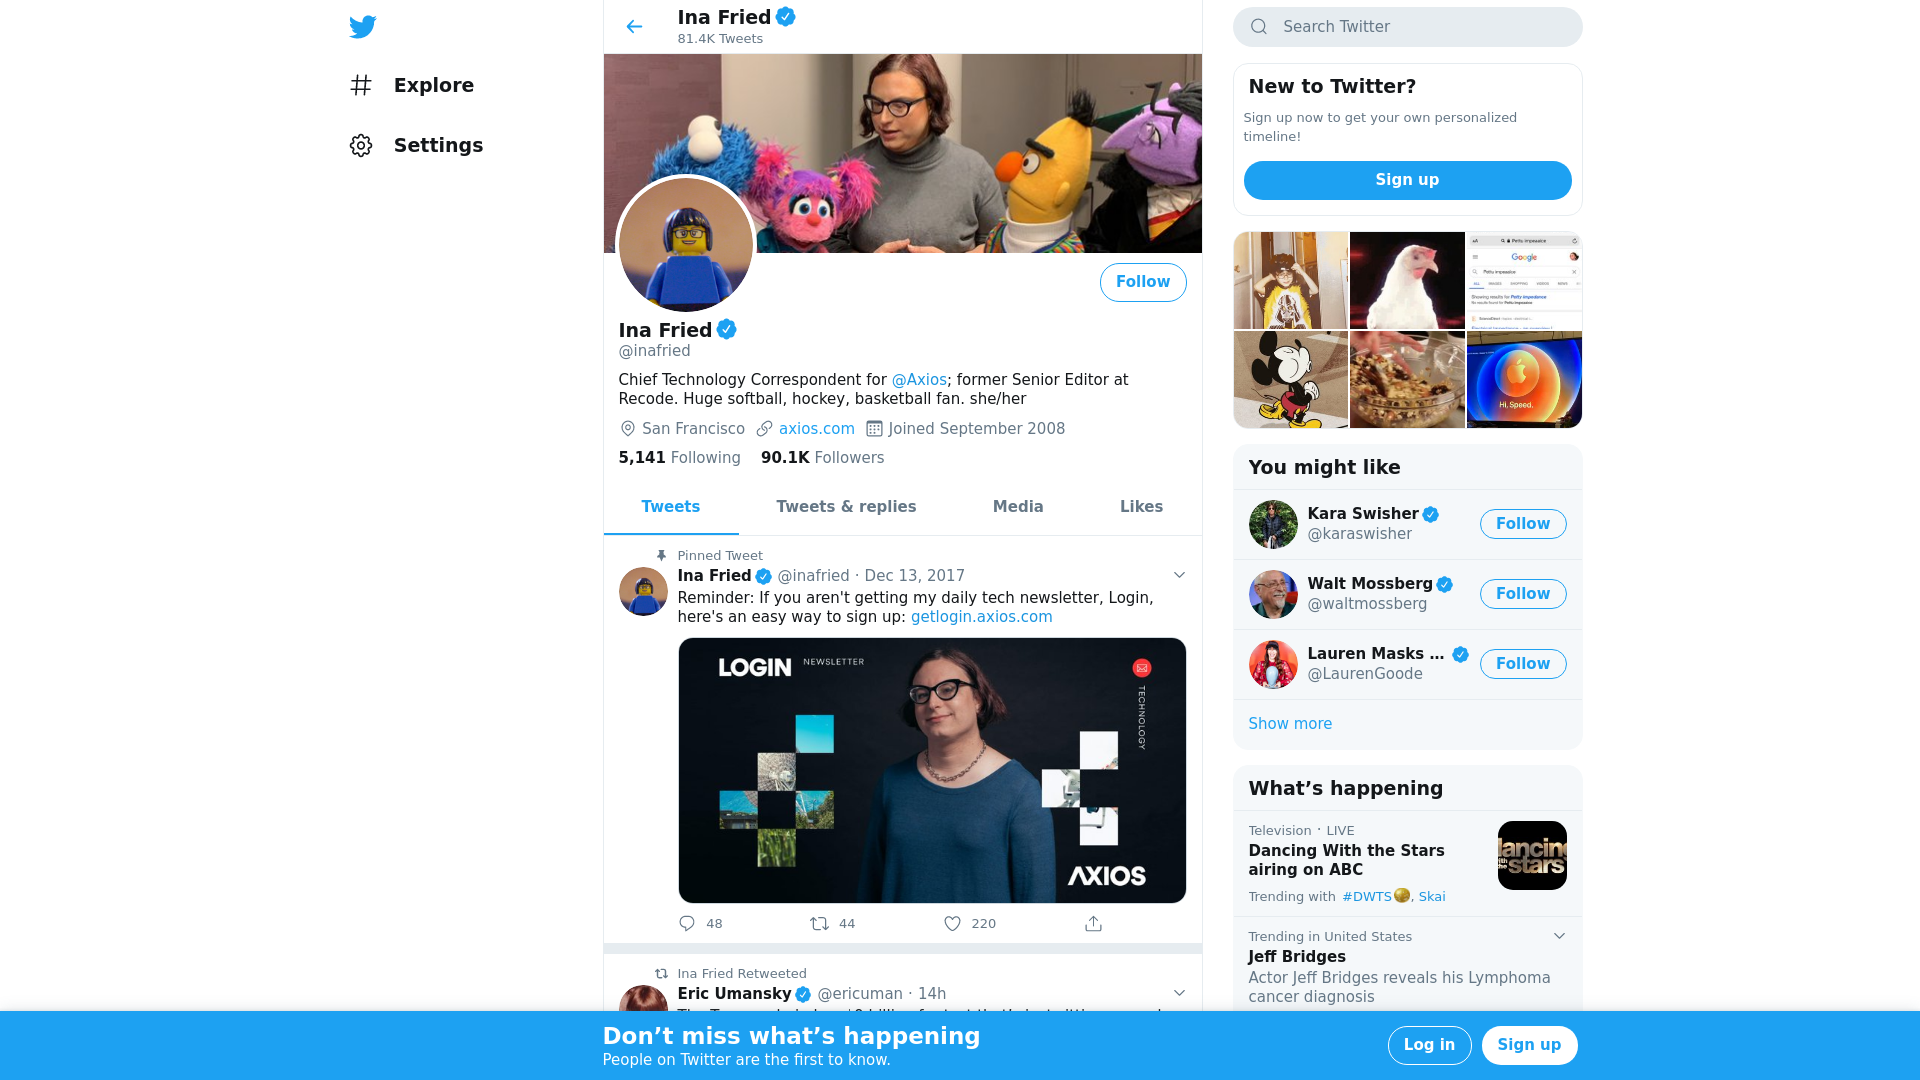 Explore
Settings
Ina Fried
81.4K Tweets
Follow
Ina Fried
@inafried
Chief Technology Correspondent for @Axios; former Senior Editor at
Recode. Huge softball, hockey, basketball fan. she/her
San Francisco axios.com Joined September 2008
5,141 Following 90.1K Followers
Tweets Tweets & replies Media Likes
Pinned Tweet
Ina Fried @inafried · Dec 13, 2017
Reminder: If you aren't getting my daily tech newsletter, Login,
here's an easy way to sign up: getlogin.axios.com
LOGIN NEWSLETTER
TECHNOLOGY
AXIOS
48 44 220
Ina Fried Retweeted
Eric Umansky @ericuman · 14h
Search Twitter
New to Twitter?
Sign up now to get your own personalized
timeline!
Sign up
Google
Hi, Speed.
You might like
Kara Swisher
@karaswisher
Follow
Walt Mossberg
@waltmossberg
Follow
Lauren Masks ...
@LaurenGoode
Follow
Show more
What’s happening
Television · LIVE
Dancing With the Stars
airing on ABC
Trending with #DWTS, Skai
dancing
with the
stars
Trending in United States
Jeff Bridges
Actor Jeff Bridges reveals his Lymphoma
cancer diagnosis
Don’t miss what’s happening
People on Twitter are the first to know.
Log in
Sign up